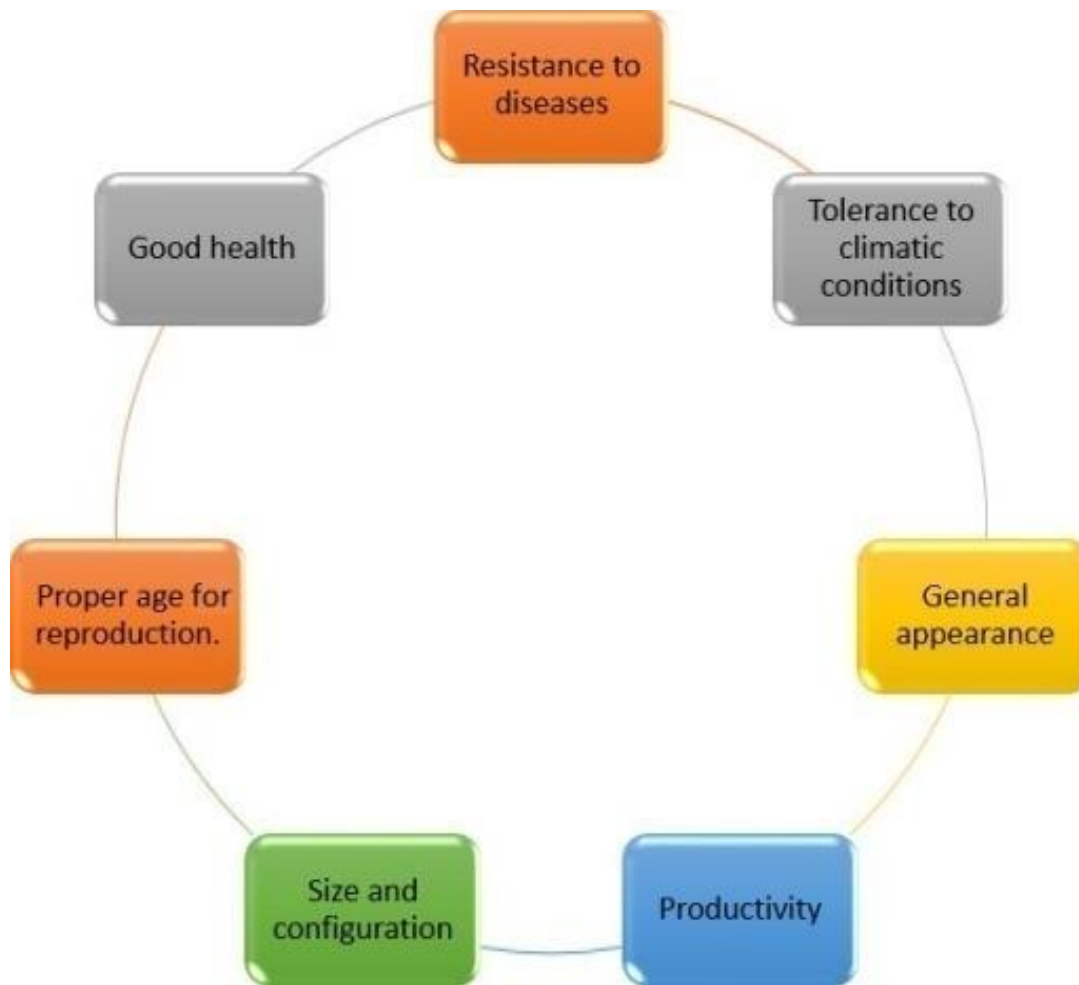 Resistance to
diseases
Tolerance to
climatic
conditions
General
appearance
Productivity
Size and
configuration
Proper age for
reproduction.
Good health